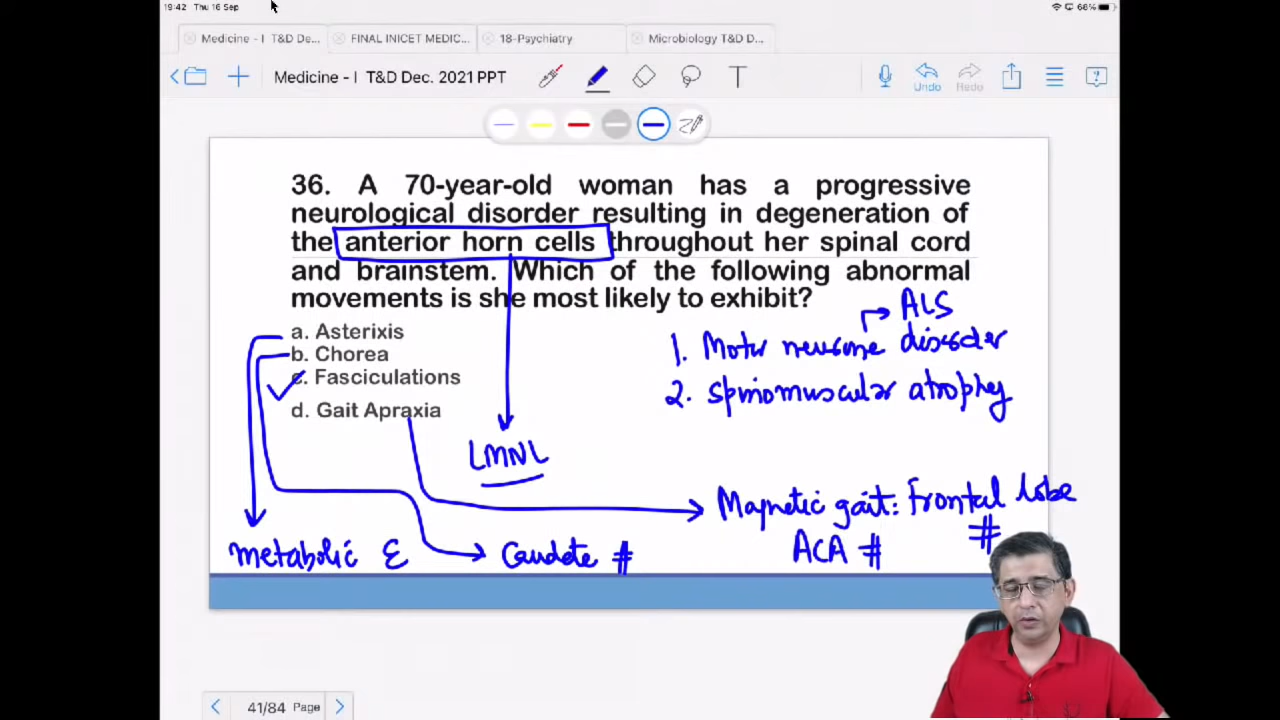 19:42 Thu 16 Sep
68%
Medicine - I T&D De...
FINAL INICET MEDIC...
18-Psychiatry
Microbiology T&D D...
Medicine - I T&D Dec. 2021 PPT
T
Undo
Redo
36. A 70-year-old woman has a progressive
neurological disorder resulting in degeneration of
the anterior horn cells throughout her spinal cord
and brainstem. Which of the following abnormal
movements is she most likely to exhibit?
a. Asterixis
b. Chorea
c. Fasciculations
d. Gait Apraxia
ALS
1. Motor neurone disorder
2. Spinomuscular atrophy
LMNL
Magnetic gait: Frontal lobe
#
ACA #
Metabolic ε
Caudate #
41/84 Page